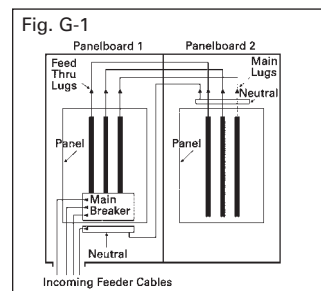 Fig. G-1
Panelboard 1
Panelboard 2
Feed
Thru
Lugs
Main
Lugs
Neutral
Panel
Panel
Main
Breaker
Neutral
Incoming Feeder Cables